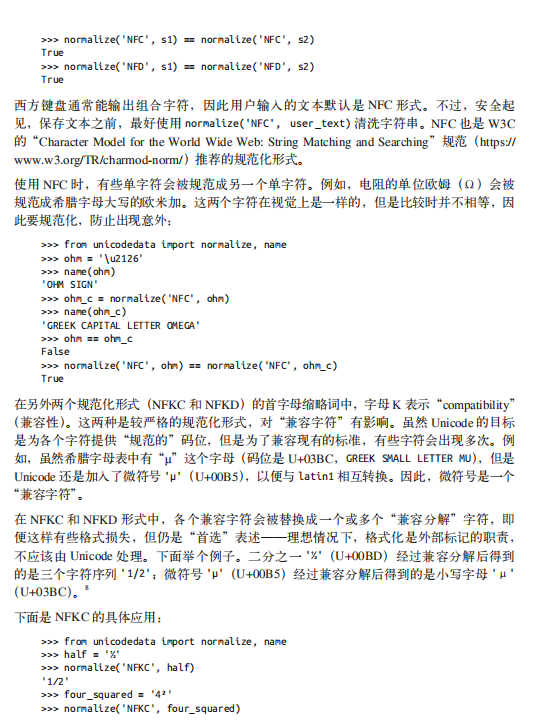 >>> normalize('NFC', s1) == normalize('NFC', s2)
True
>>> normalize('NFD', s1) == normalize('NFD', s2)
True
西方键盘通常能输出组合字符，因此用户输入的文本默认是 NFC 形式。不过，安全起
见，保存文本之前，最好使用 normalize('NFC', user_text) 清洗字符串。NFC 也是 W3C
的“Character Model for the World Wide Web: String Matching and Searching”规范（https://
www.w3.org/TR/charmod-norm/）推荐的规范化形式。
使用 NFC 时，有些单字符会被规范成另一个单字符。例如，电阻的单位欧姆（Ω）会被
规范成希腊字母大写的欧米加。这两个字符在视觉上是一样的，但是比较时并不相等，因
此要规范化，防止出现意外：
>>> from unicodedata import normalize, name
>>> ohm = '\u2126'
>>> name(ohm)
'OHM SIGN'
>>> ohm_c = normalize('NFC', ohm)
>>> name(ohm_c)
'GREEK CAPITAL LETTER OMEGA'
>>> ohm == ohm_c
False
>>> normalize('NFC', ohm) == normalize('NFC', ohm_c)
True
在另外两个规范化形式（NFKC 和 NFKD）的首字母缩略词中，字母 K 表示“compatibility”
（兼容性）。这两种是较严格的规范化形式，对“兼容字符”有影响。虽然 Unicode 的目标
是为各个字符提供“规范的”码位，但是为了兼容现有的标准，有些字符会出现多次。例
如，虽然希腊字母表中有“μ”这个字母（码位是 U+03BC，GREEK SMALL LETTER MU），但是
Unicode 还是加入了微符号 'µ'（U+00B5），以便与 latin1 相互转换。因此，微符号是一个
“兼容字符”。
在 NFKC 和 NFKD 形式中，各个兼容字符会被替换成一个或多个“兼容分解”字符，即
便这样有些格式损失，但仍是“首选”表述——理想情况下，格式化是外部标记的职责，
不应该由 Unicode 处理。下面举个例子。二分之一 '½'（U+00BD）经过兼容分解后得到
的是三个字符序列 '1/2'；微符号 'µ'（U+00B5）经过兼容分解后得到的是小写字母 'μ'
(U+03BC)。⁸
下面是 NFKC 的具体应用：
>>> from unicodedata import normalize, name
>>> half = '½'
>>> normalize('NFKC', half)
'1/2'
>>> four_squared = '4²'
>>> normalize('NFKC', four_squared)